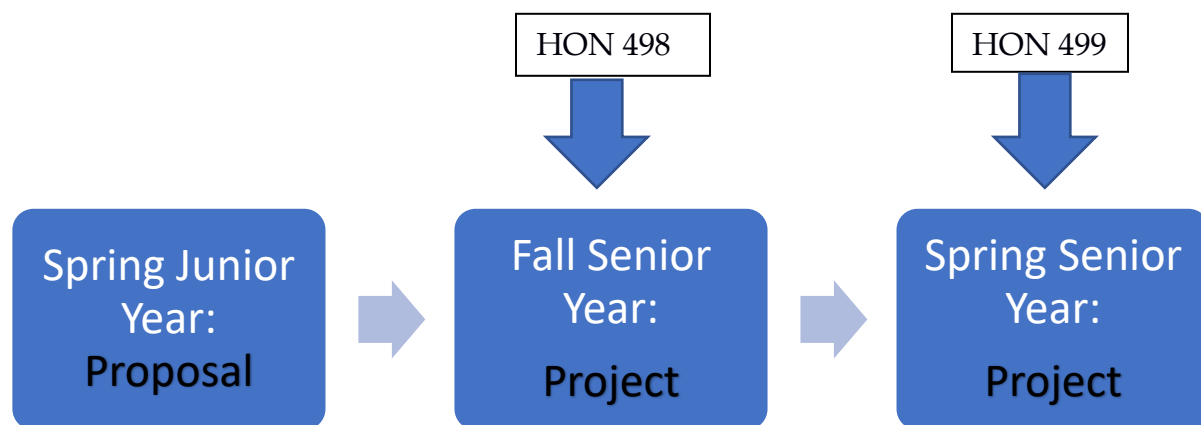 HON 498
HON 499
Spring Junior
Year:
Proposal
Fall Senior
Year:
Project
Spring Senior
Year:
Project